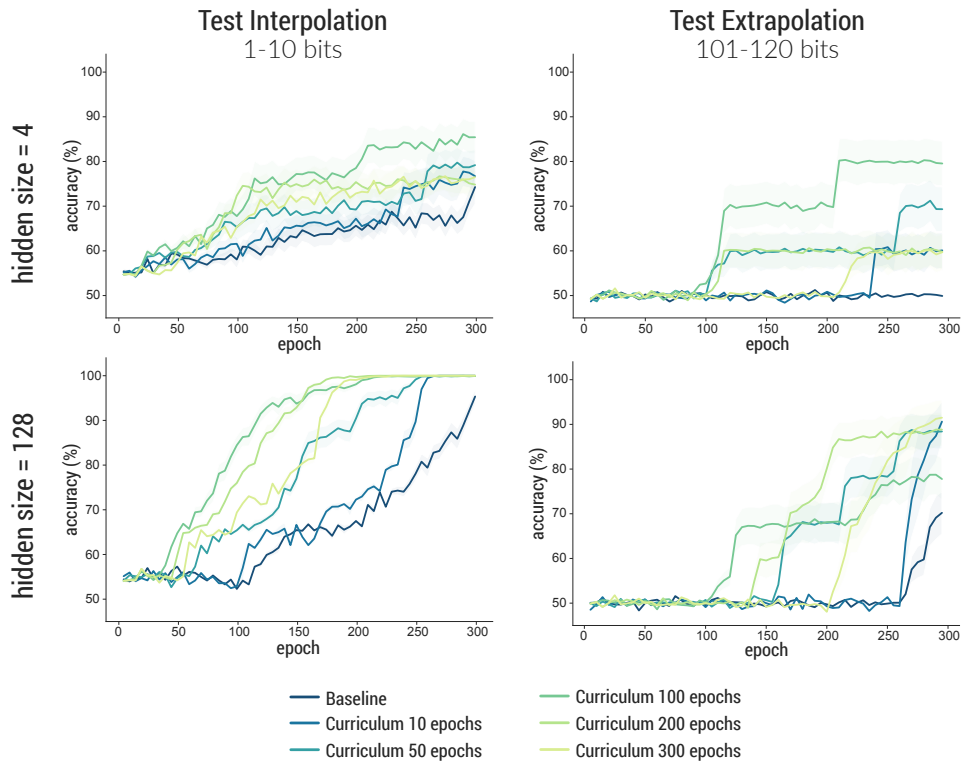 Test Interpolation
1-10 bits
Test Extrapolation
101-120 bits
hidden size = 4
accuracy (%)
100
90
80
70
60
50
0 50 100 150 200 250 300
epoch
accuracy (%)
100
90
80
70
60
50
0 50 100 150 200 250 300
epoch
hidden size = 128
accuracy (%)
100
90
80
70
60
50
0 50 100 150 200 250 300
epoch
accuracy (%)
100
90
80
70
60
50
0 50 100 150 200 250 300
epoch
Baseline
Curriculum 10 epochs
Curriculum 50 epochs
Curriculum 100 epochs
Curriculum 200 epochs
Curriculum 300 epochs